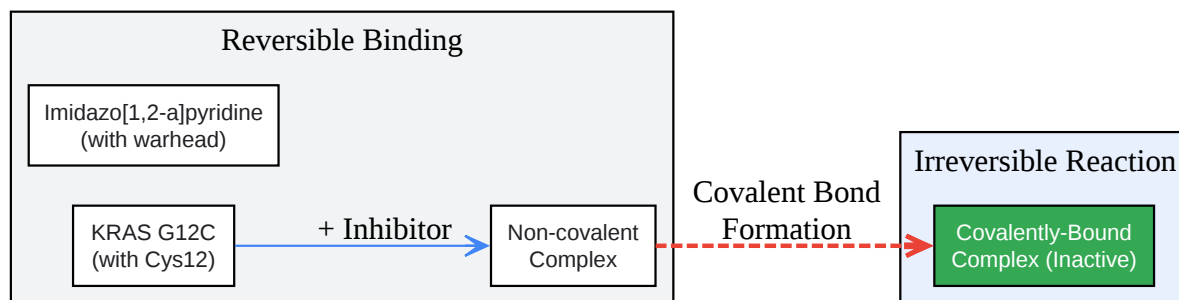 Reversible Binding
Imidazo[1,2-a]pyridine
(with warhead)
KRAS G12C
(with Cys12)
+ Inhibitor
Non-covalent
Complex
Covalent Bond
Formation
Irreversible Reaction
Covalently-Bound
Complex (Inactive)